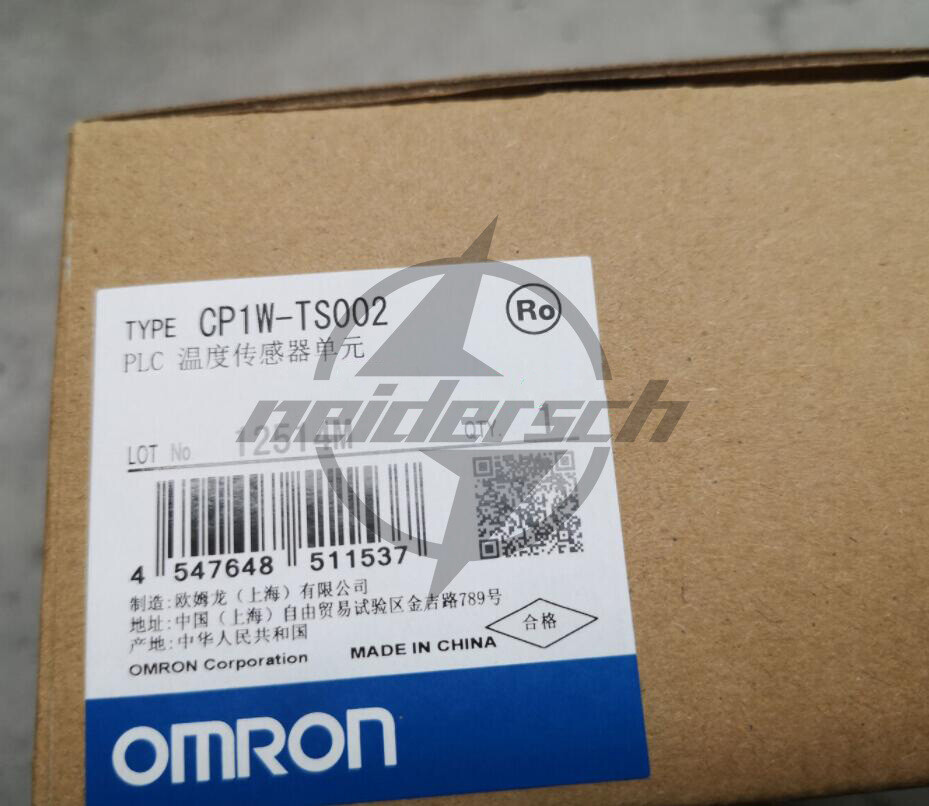 TYPE CP1W-TS002
Ro
PLC 温度传感器单元
neidersch
LOT No 12514M QTY. 1
4 547648 511537
制造:欧姆龙（上海）有限公司
地址:中国（上海）自由贸易试验区金吉路789号
产地:中华人民共和国
合格
OMRON Corporation MADE IN CHINA
OMRON